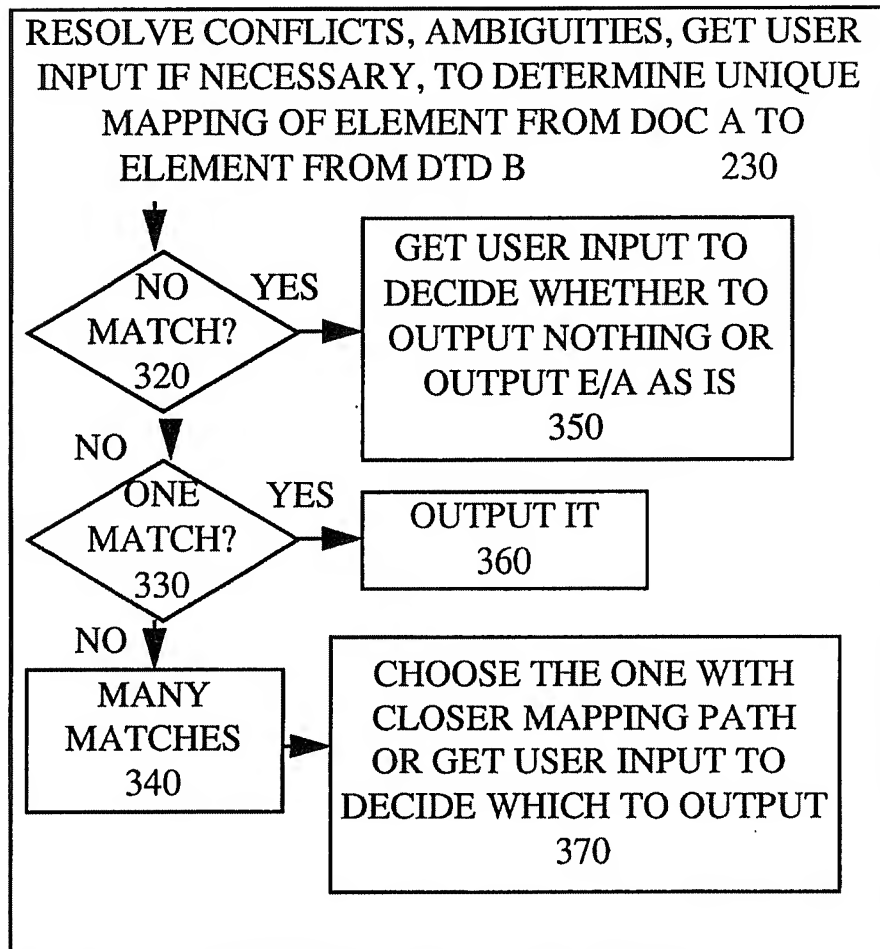 RESOLVE CONFLICTS, AMBIGUITIES, GET USER
INPUT IF NECESSARY, TO DETERMINE UNIQUE
MAPPING OF ELEMENT FROM DOC A TO
ELEMENT FROM DTD B 230
NO
MATCH?
320
YES
GET USER INPUT TO
DECIDE WHETHER TO
OUTPUT NOTHING OR
OUTPUT E/A AS IS
350
NO
ONE
MATCH?
330
YES
OUTPUT IT
360
NO
MANY
MATCHES
340
CHOOSE THE ONE WITH
CLOSER MAPPING PATH
OR GET USER INPUT TO
DECIDE WHICH TO OUTPUT
370